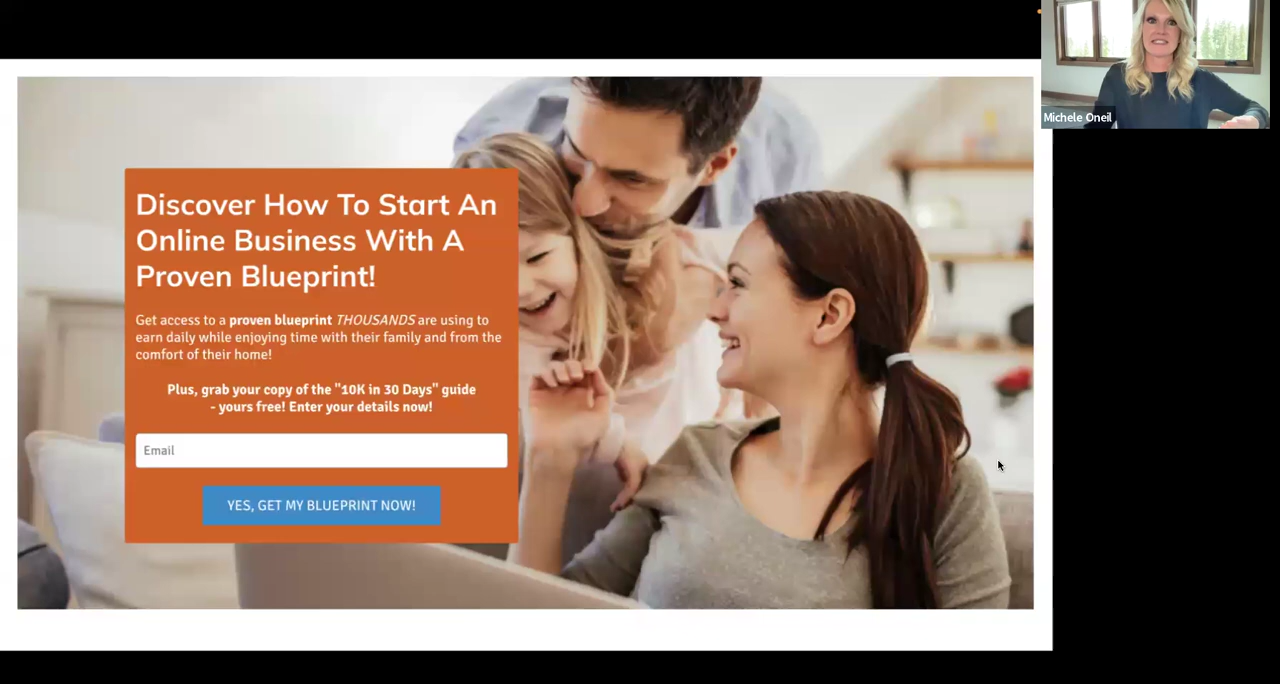 Michele Oneil
Discover How To Start An
Online Business With A
Proven Blueprint!
Get access to a proven blueprint THOUSANDS are using to
earn daily while enjoying time with their family and from the
comfort of their home!
Plus, grab your copy of the "10K in 30 Days" guide
- yours free! Enter your details now!
Email
YES, GET MY BLUEPRINT NOW!